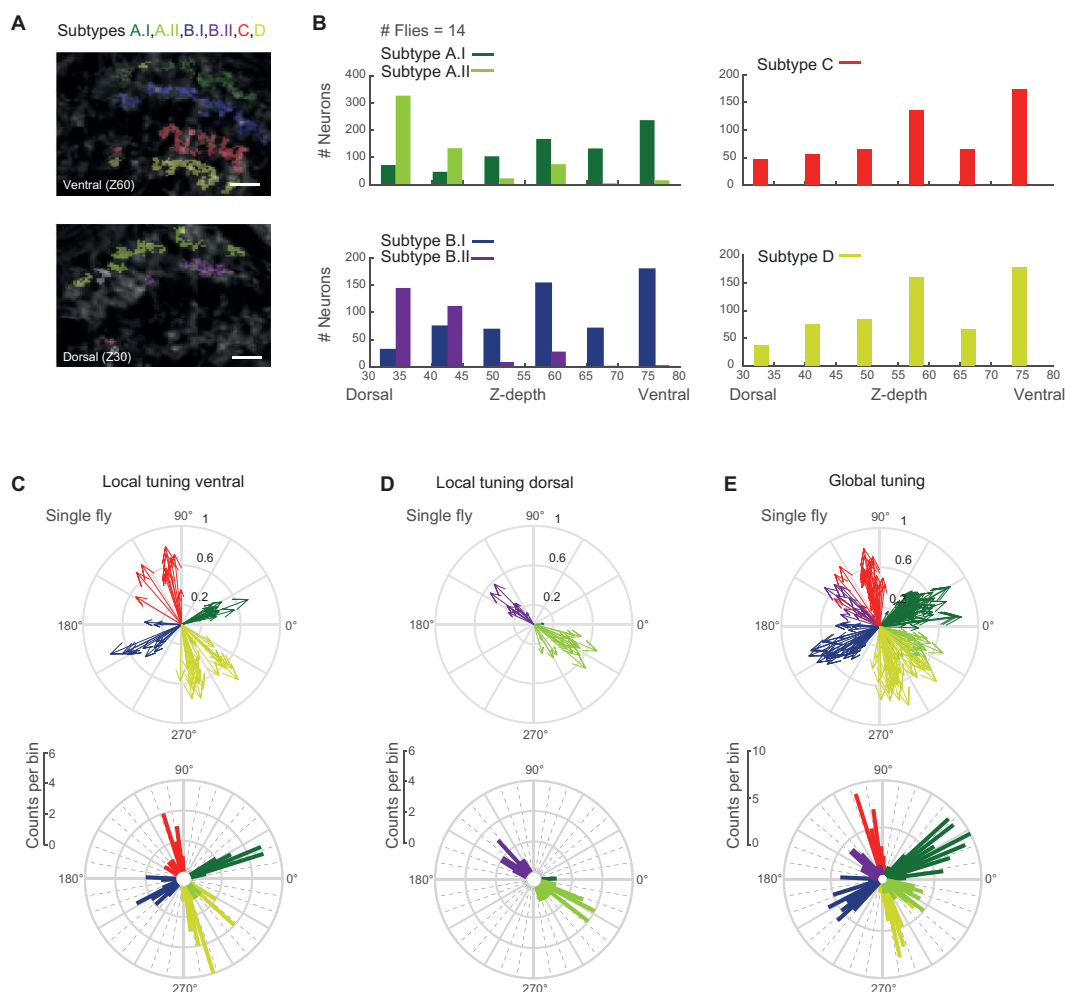 A
Subtypes A.I,A.II,B.I,B.II,C,D
Ventral (Z60)
Dorsal (Z30)
B
# Flies = 14
Subtype A.I
Subtype A.II
# Neurons
400
300
200
100
0
Subtype C
200
150
100
50
0
Subtype B.I
Subtype B.II
# Neurons
200
150
100
50
0
30 35 40 45 50 55 60 65 70 75 80
Dorsal Z-depth Ventral
Subtype D
200
150
100
50
0
30 35 40 45 50 55 60 65 70 75 80
Dorsal Z-depth Ventral
C
Local tuning ventral
Single fly
90°
1
0.6
0.2
180°
0°
270°
Counts per bin
6
4
2
0
90°
180°
0°
270°
D
Local tuning dorsal
Single fly
90°
1
0.6
0.2
180°
0°
270°
Counts per bin
6
4
2
0
90°
180°
0°
270°
E
Global tuning
Single fly
90°
1
0.6
0.2
180°
0°
270°
Counts per bin
10
5
0
90°
180°
0°
270°